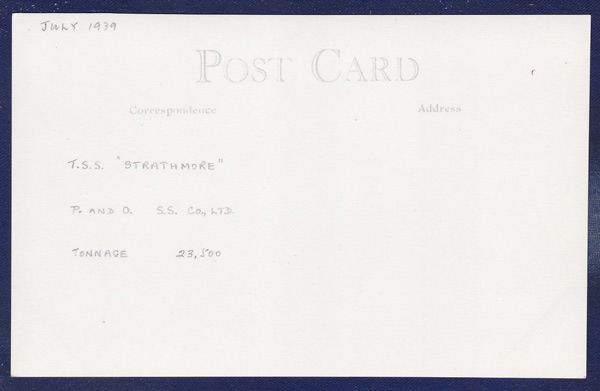 JULY 1939
POST CARD
Correspondence Address
T.S.S. "STRATHMORE"
P. AND O. S.S. CO., LTD.
TONNAGE 23,500